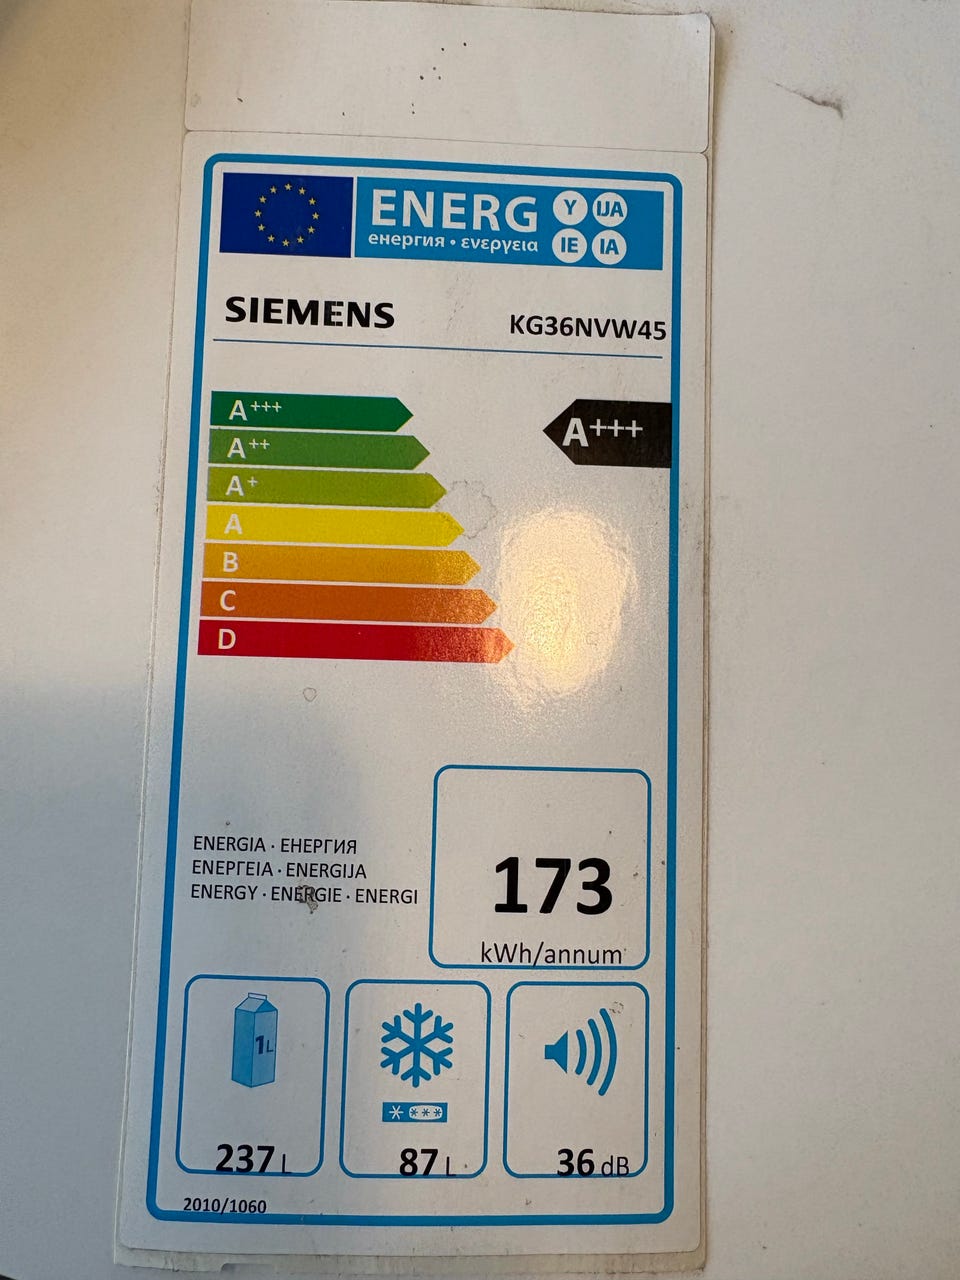 ENERG Y IJA
енергия · ενεργεια IE IA
SIEMENS KG36NVW45
A+++ A+++
A++
A+
A
B
C
D
ENERGIA · ЕНЕРГИЯ
ΕΝΕΡΓΕΙΑ · ENERGIJA
ENERGY · ENERGIE · ENERGI
173
kWh/annum
1L
237 L 87 L 36 dB
2010/1060